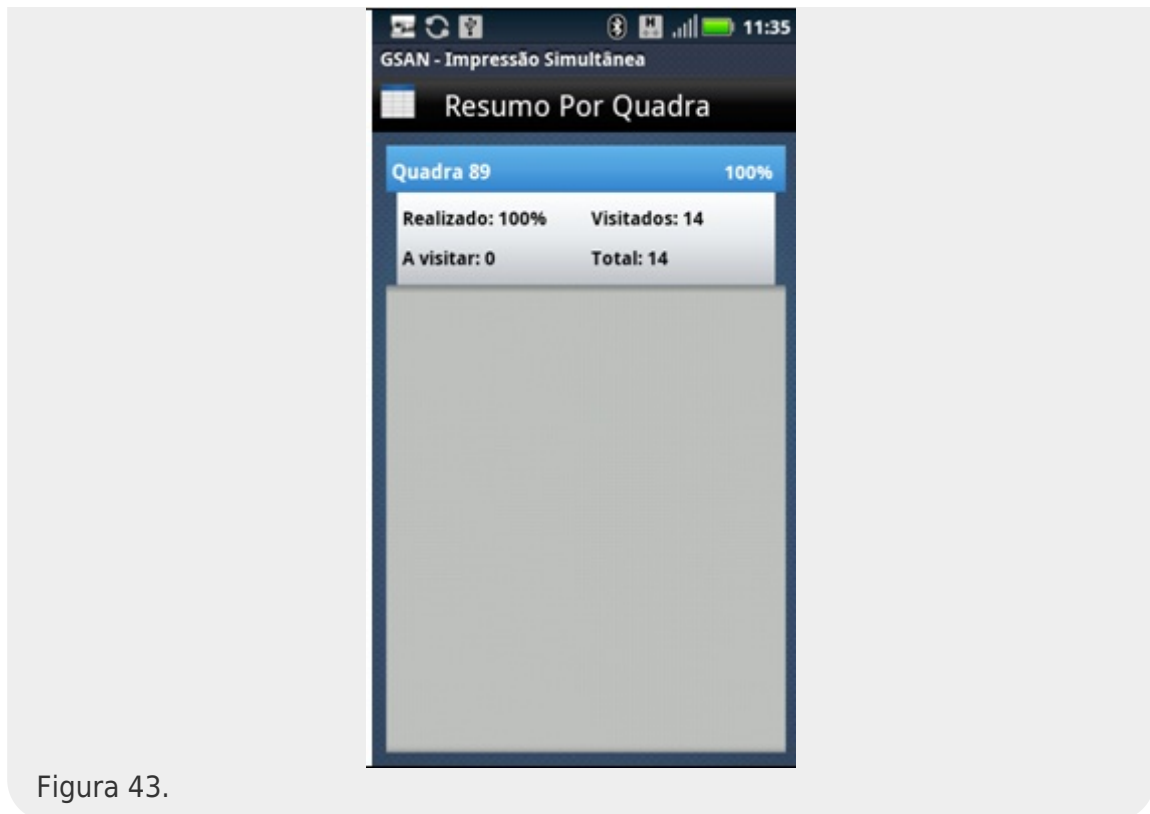 11:35
GSAN - Impressão Simultânea
Resumo Por Quadra
Quadra 89 100%
Realizado: 100% Visitados: 14
A visitar: 0 Total: 14
Figura 43.